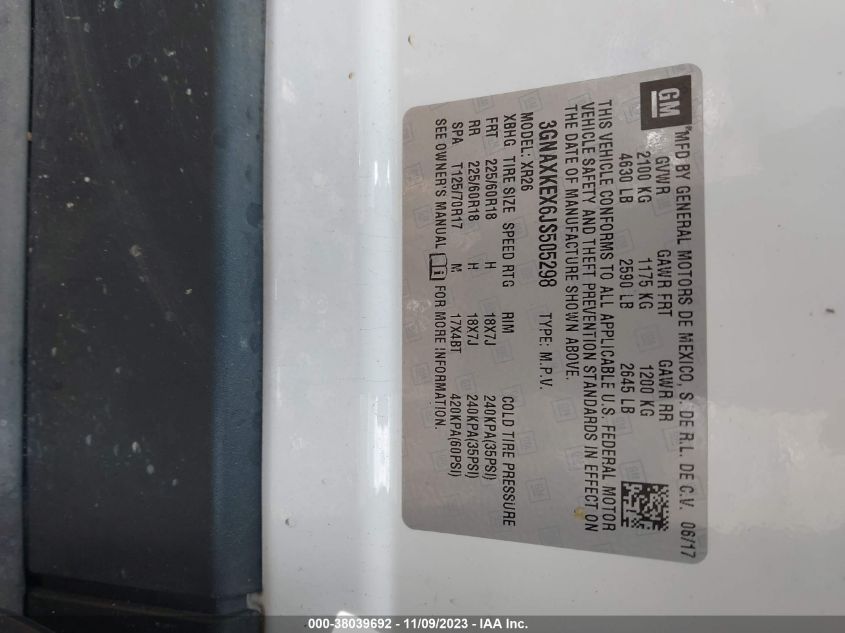 GM
®MFD BY GENERAL MOTORS DE MEXICO, S. DE R.L. DE C.V. 06/17
GVWR GAWR FRT GAWR RR
2100 KG 1175 KG 1200 KG
4630 LB 2590 LB 2645 LB
THIS VEHICLE CONFORMS TO ALL APPLICABLE U.S. FEDERAL MOTOR
VEHICLE SAFETY AND THEFT PREVENTION STANDARDS IN EFFECT ON
THE DATE OF MANUFACTURE SHOWN ABOVE.
3GNAXKEX6JS505298 TYPE: M.P.V.
MODEL: XR26
XBHG TIRE SIZE SPEED RTG RIM COLD TIRE PRESSURE
FRT 225/60R18 H 18X7J 240KPA(35PSI)
RR 225/60R18 H 18X7J 240KPA(35PSI)
SPA T125/70R17 M 17X4BT 420KPA(60PSI)
SEE OWNER'S MANUAL i FOR MORE INFORMATION.
000-38039692 - 11/09/2023 - IAA Inc.